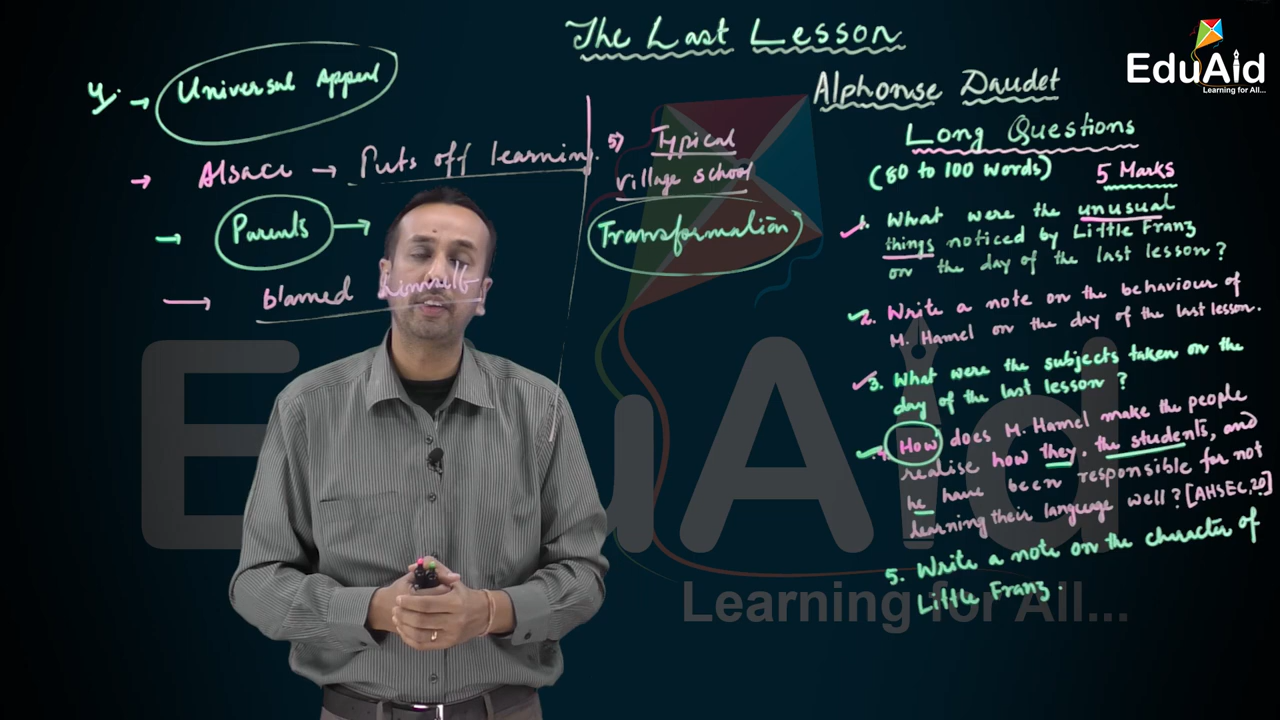 The Last Lesson
Alphonse Daudet
EduAid
Learning for All...
Universal Appeal
Alsace → Puts off learning.
Parents →
blamed himself
5)
Typical
village school
Transformation
Long Questions
(80 to 100 words) 5 Marks
1. What were the unusual
things noticed by Little Franz
on the day of the last lesson?
2. Write a note on the behaviour of
M. Hamel on the day of the last lesson.
3. What were the subjects taken on the
day of the last lesson?
How does M. Hamel make the people
realise how they, the students, and
he have been responsible for not
learning their language well? [AHSEC,20]
5. Write a note on the character of
Little Franz.
EduAid
Learning for All...